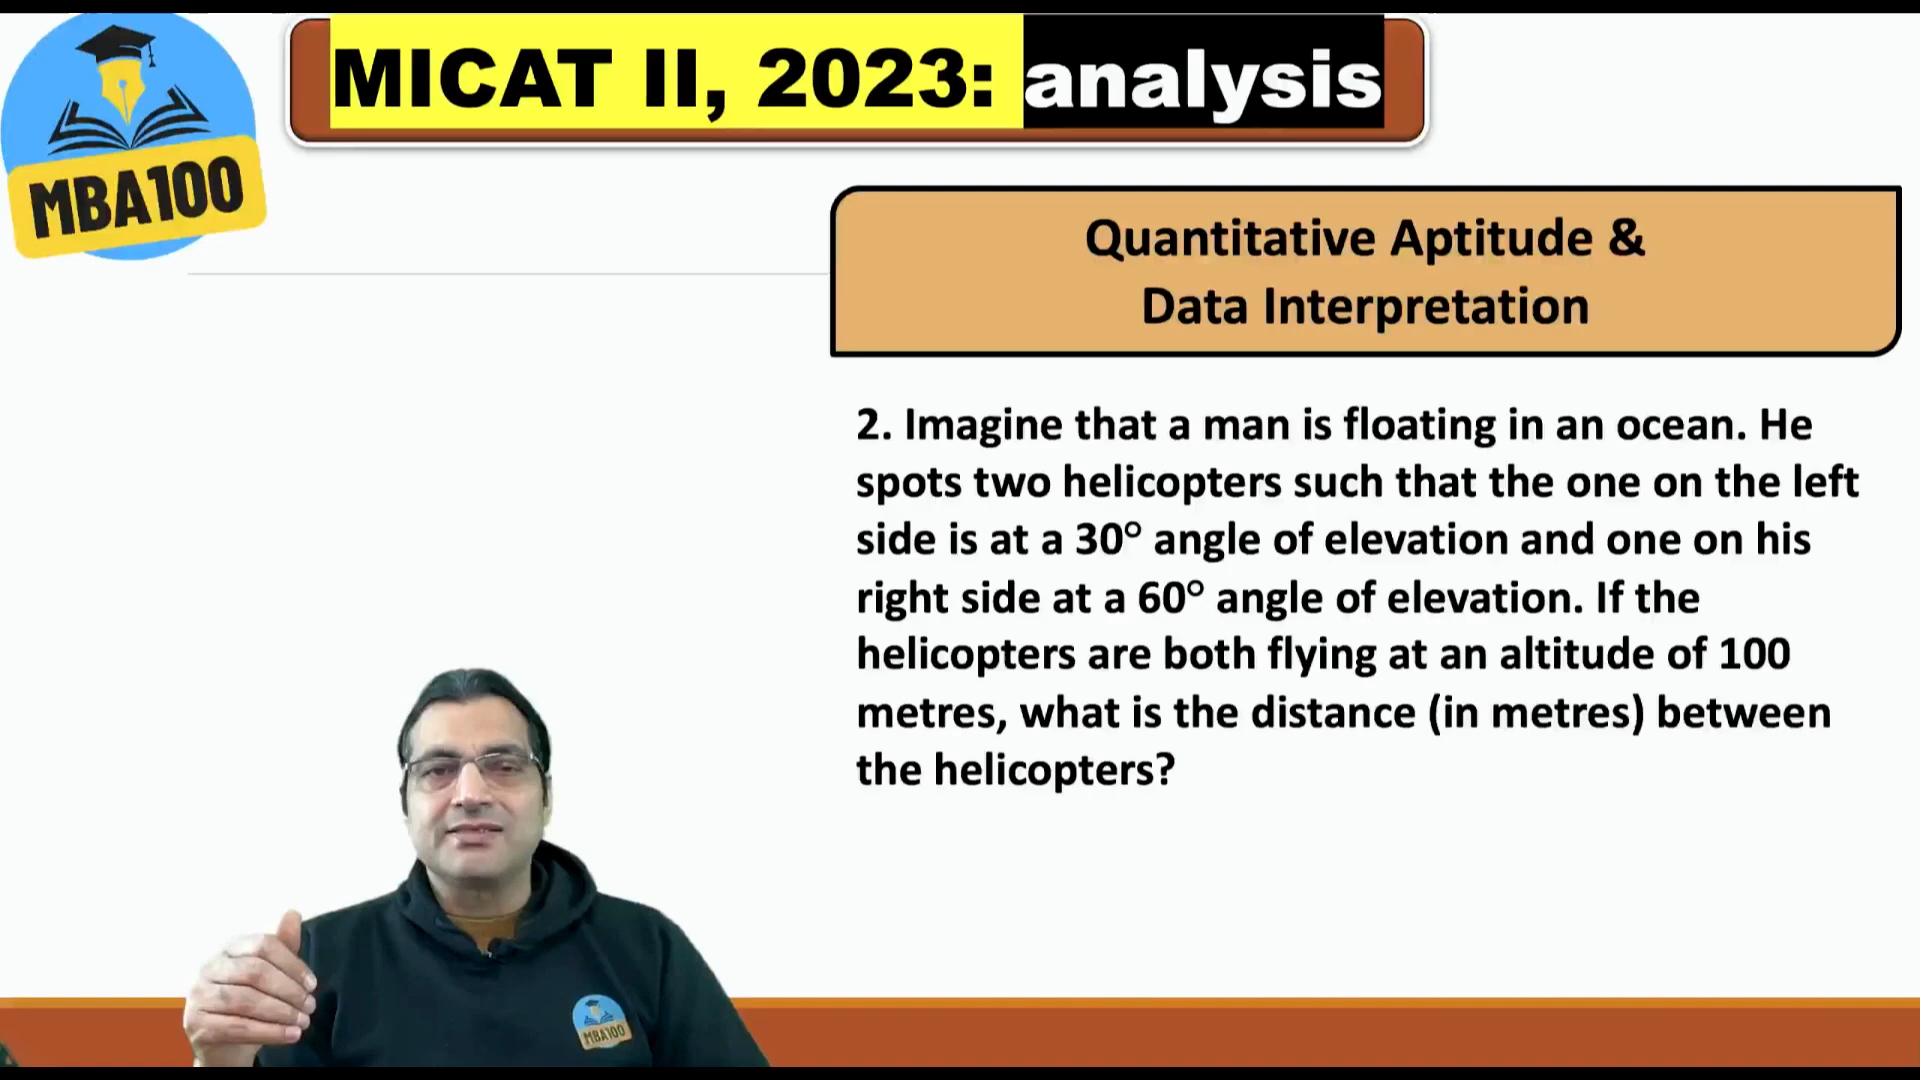 MICAT II, 2023: analysis
MBA100
Quantitative Aptitude &
Data Interpretation
2. Imagine that a man is floating in an ocean. He
spots two helicopters such that the one on the left
side is at a 30° angle of elevation and one on his
right side at a 60° angle of elevation. If the
helicopters are both flying at an altitude of 100
metres, what is the distance (in metres) between
the helicopters?
MBA100